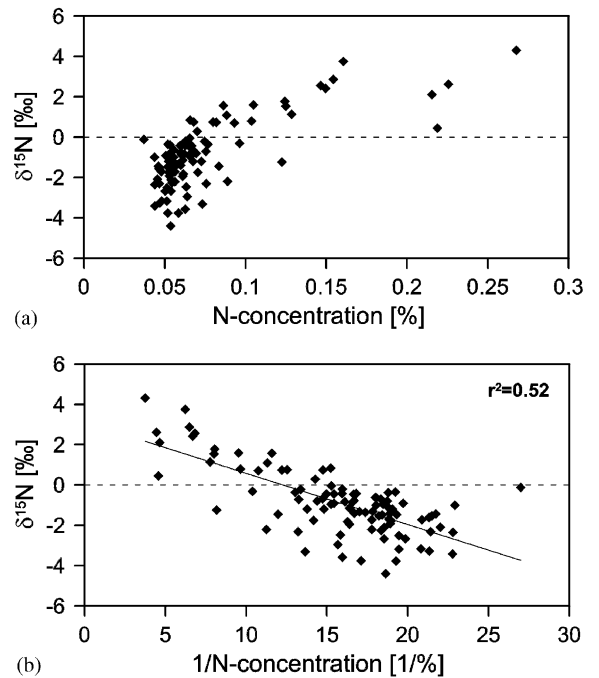 6
4
2
0
-2
-4
-6
δ¹⁵N [‰]
0 0.05 0.1 0.15 0.2 0.25 0.3
(a) N-concentration [%]
6
4
2
0
-2
-4
-6
δ¹⁵N [‰]
r²=0.52
0 5 10 15 20 25 30
(b) 1/N-concentration [1/%]